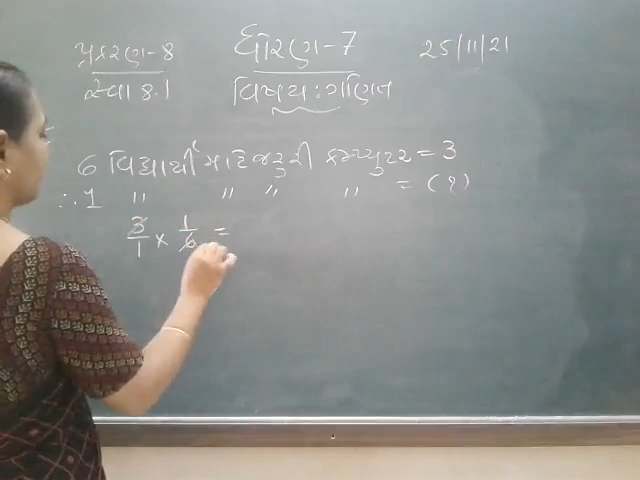 પ્રકરણ-8 ધોરણ-7 25/11/21
સ્વા 8.1 વિષય:ગણિત
6 વિદ્યાર્થી માટે જરૂરી કમ્પ્યુટર = 3
∴ 1 " " " " = (?)
3/1 × 1/6 =